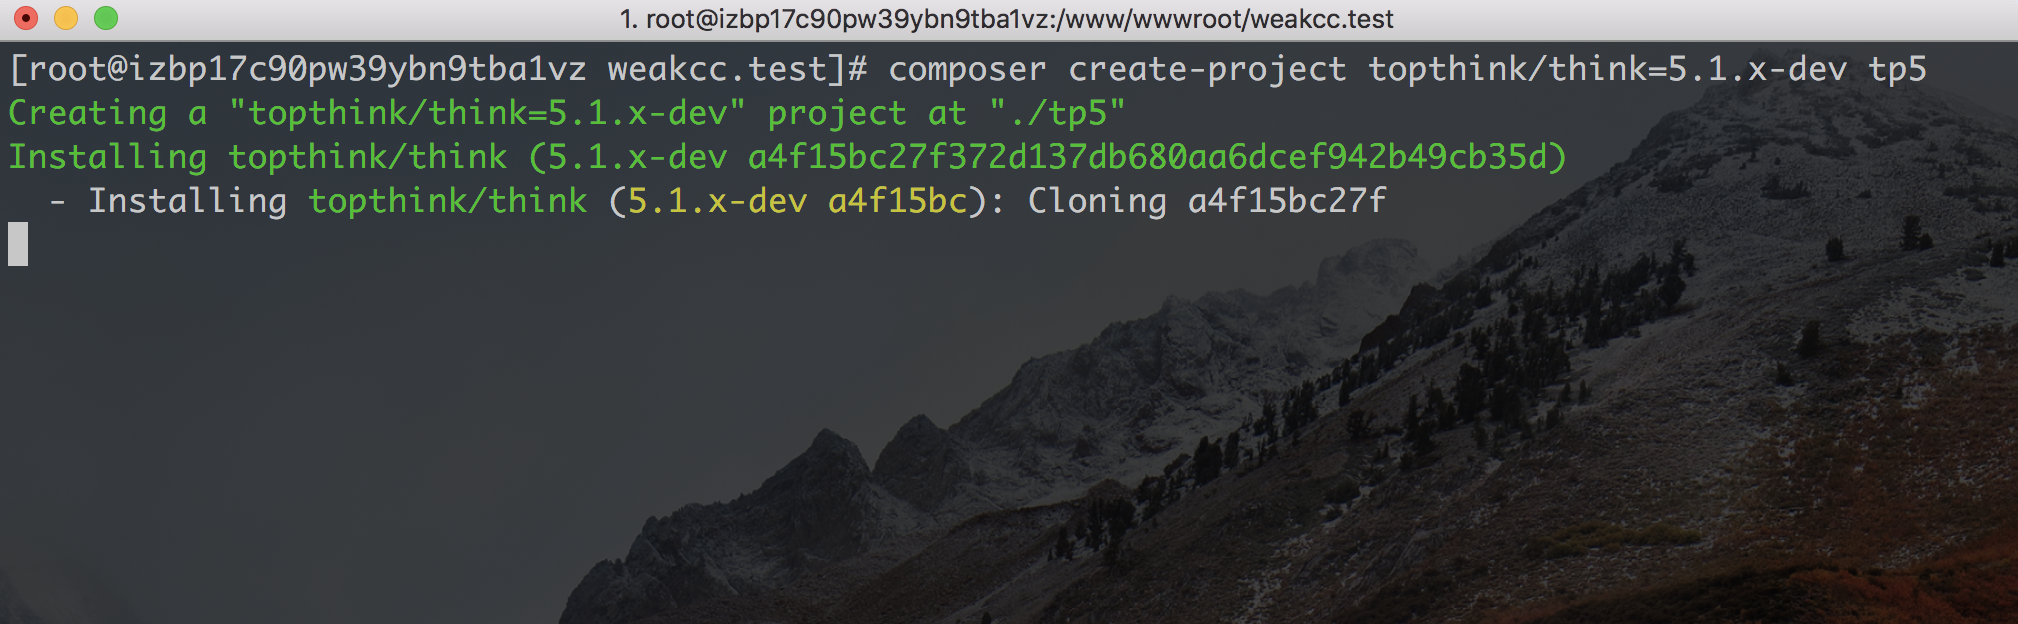 1. root@izbp17c90pw39ybn9tba1vz:/www/wwwroot/weakcc.test
[root@izbp17c90pw39ybn9tba1vz weakcc.test]# composer create-project topthink/think=5.1.x-dev tp5
Creating a "topthink/think=5.1.x-dev" project at "./tp5"
Installing topthink/think (5.1.x-dev a4f15bc27f372d137db680aa6dcef942b49cb35d)
  - Installing topthink/think (5.1.x-dev a4f15bc): Cloning a4f15bc27f